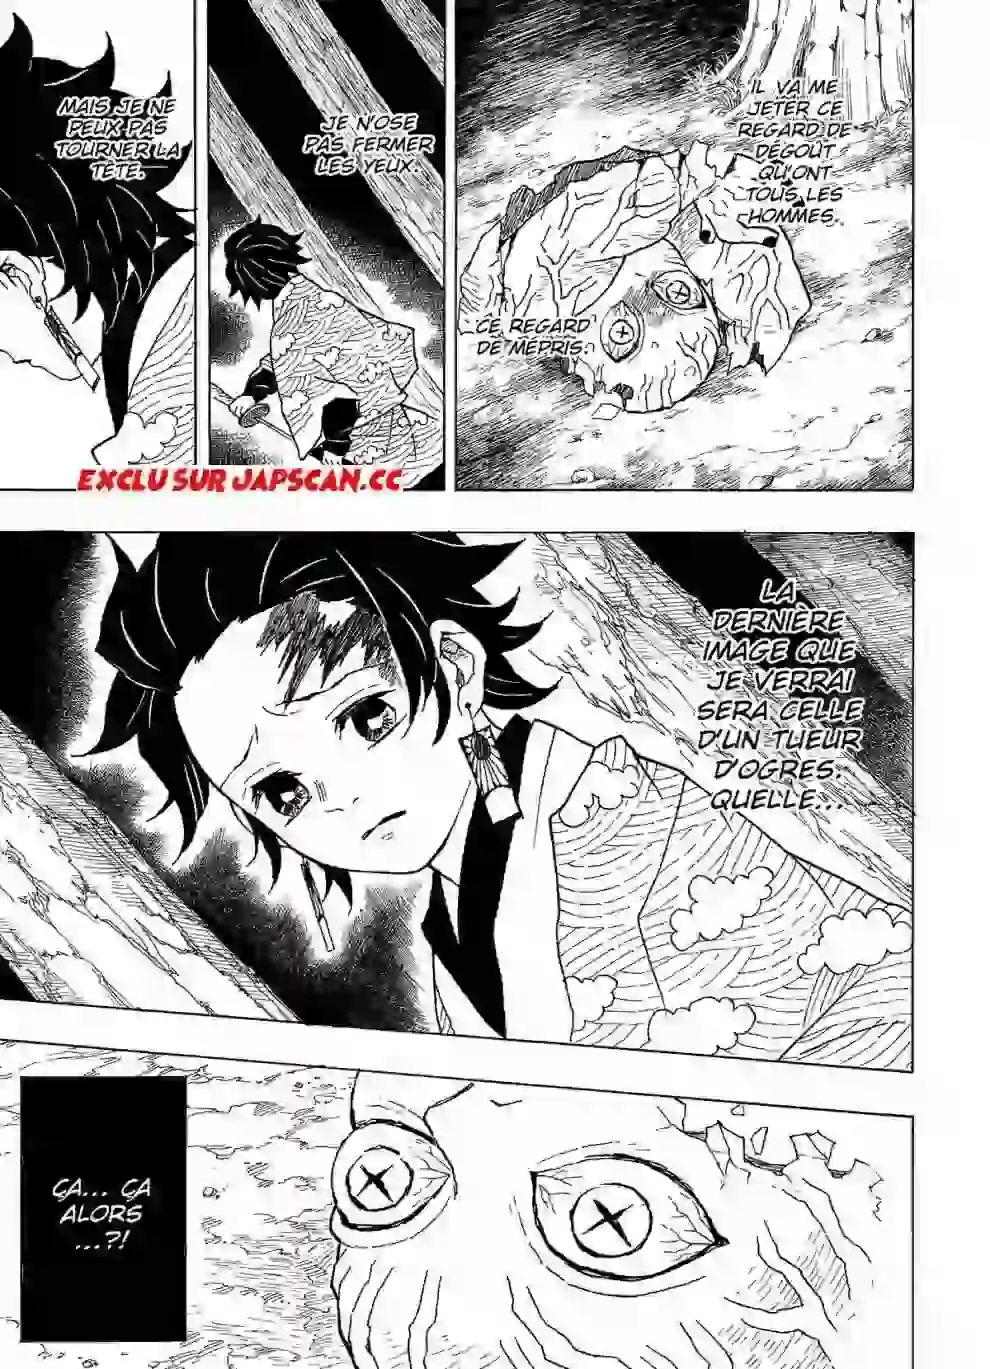 IL VA ME
JETER CE
REGARD DE
DÉGOUT
QU'ONT
TOUS LES
HOMMES.
CE REGARD
DE MÉPRIS.
JE N'OSE
PAS FERMER
LES YEUX.
MAIS JE NE
PEUX PAS
TOURNER LA
TÊTE.
EXCLU SUR JAPSCAN.CC
LA
DERNIÈRE
IMAGE QUE
JE VERRAI
SERA CELLE
D'UN TUEUR
D'OGRES.
QUELLE...
ÇA... ÇA
ALORS
...?!